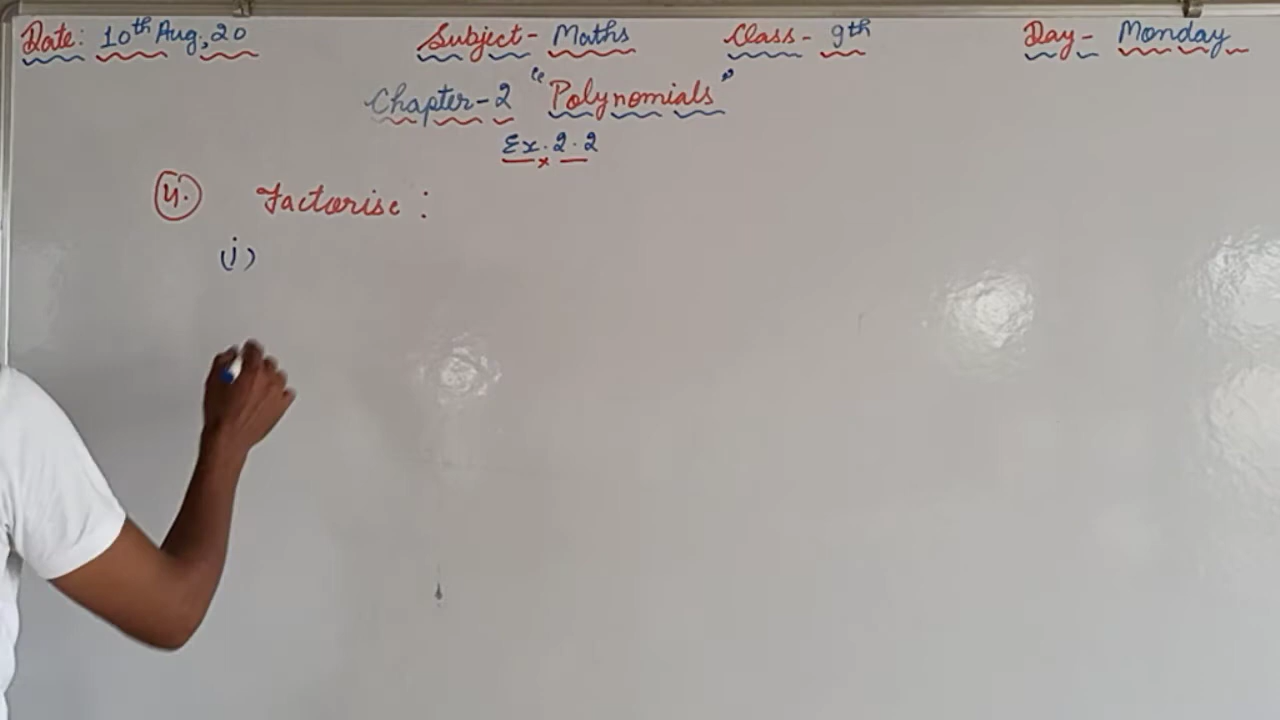 Date: 10th Aug, 20 Subject- Maths Class- 9th Day- Monday
Chapter-2 "Polynomials"
Ex. 2.2
4. Factorise :
(i)